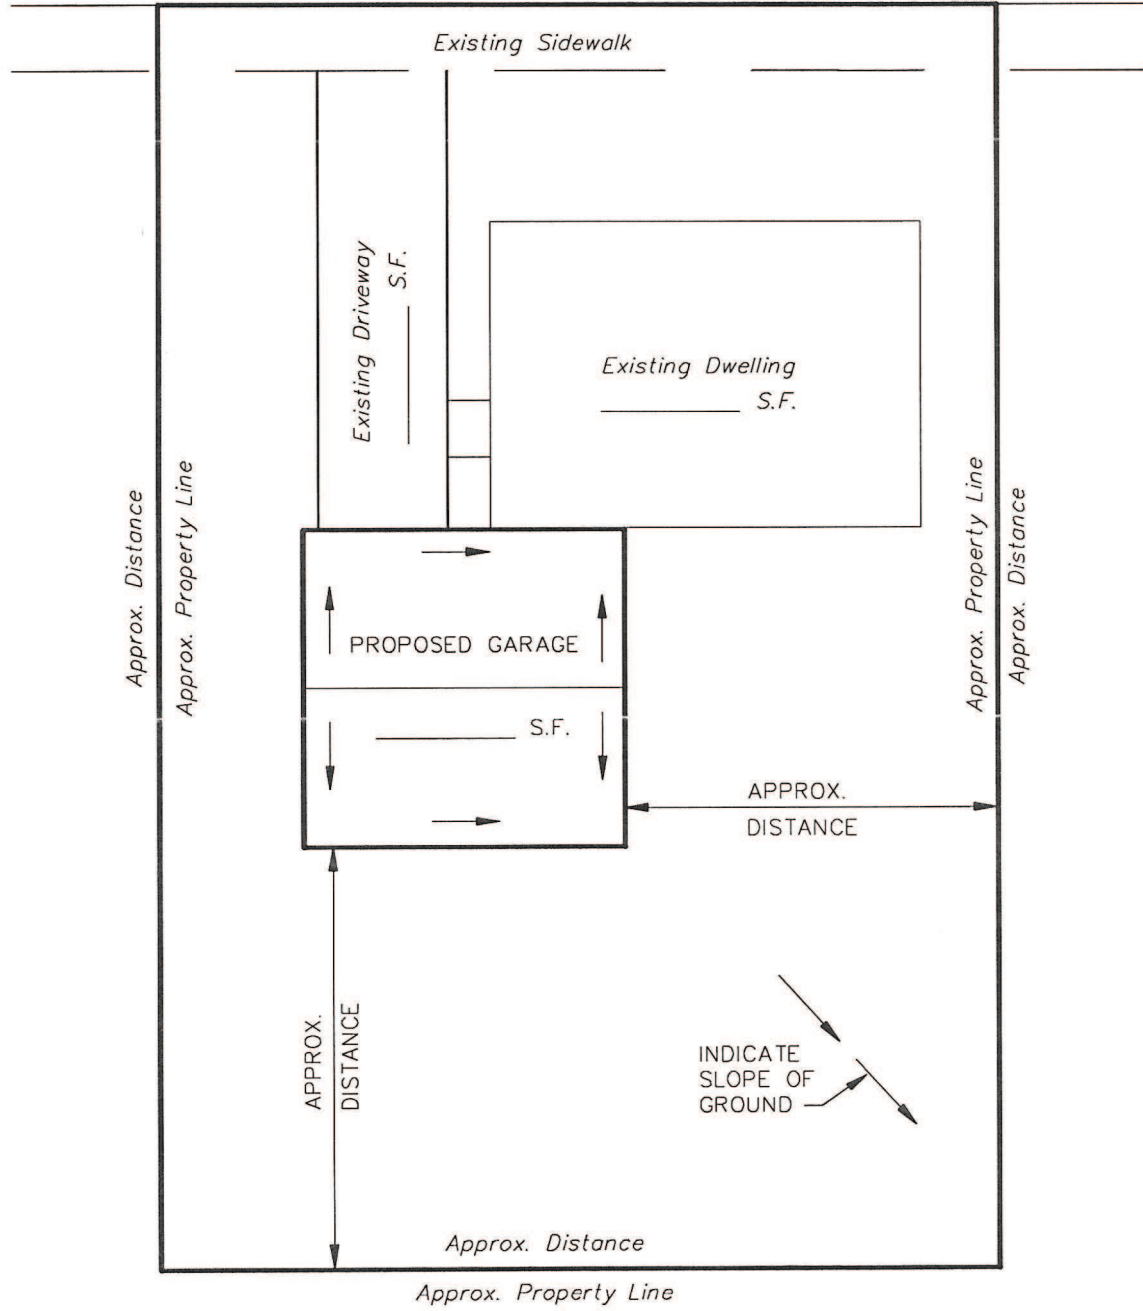 Existing Sidewalk
Existing Driveway
S.F.
Existing Dwelling
S.F.
Approx. Distance
Approx. Property Line
Approx. Property Line
Approx. Distance
PROPOSED GARAGE
S.F.
APPROX.
DISTANCE
APPROX.
DISTANCE
INDICATE
SLOPE OF
GROUND
Approx. Distance
Approx. Property Line